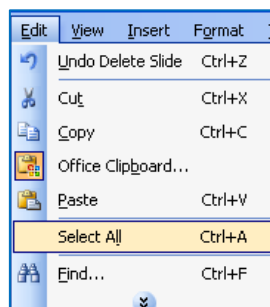 Edit View Insert Format
Undo Delete Slide Ctrl+Z
Cut Ctrl+X
Copy Ctrl+C
Office Clipboard...
Paste Ctrl+V
Select All Ctrl+A
Find... Ctrl+F